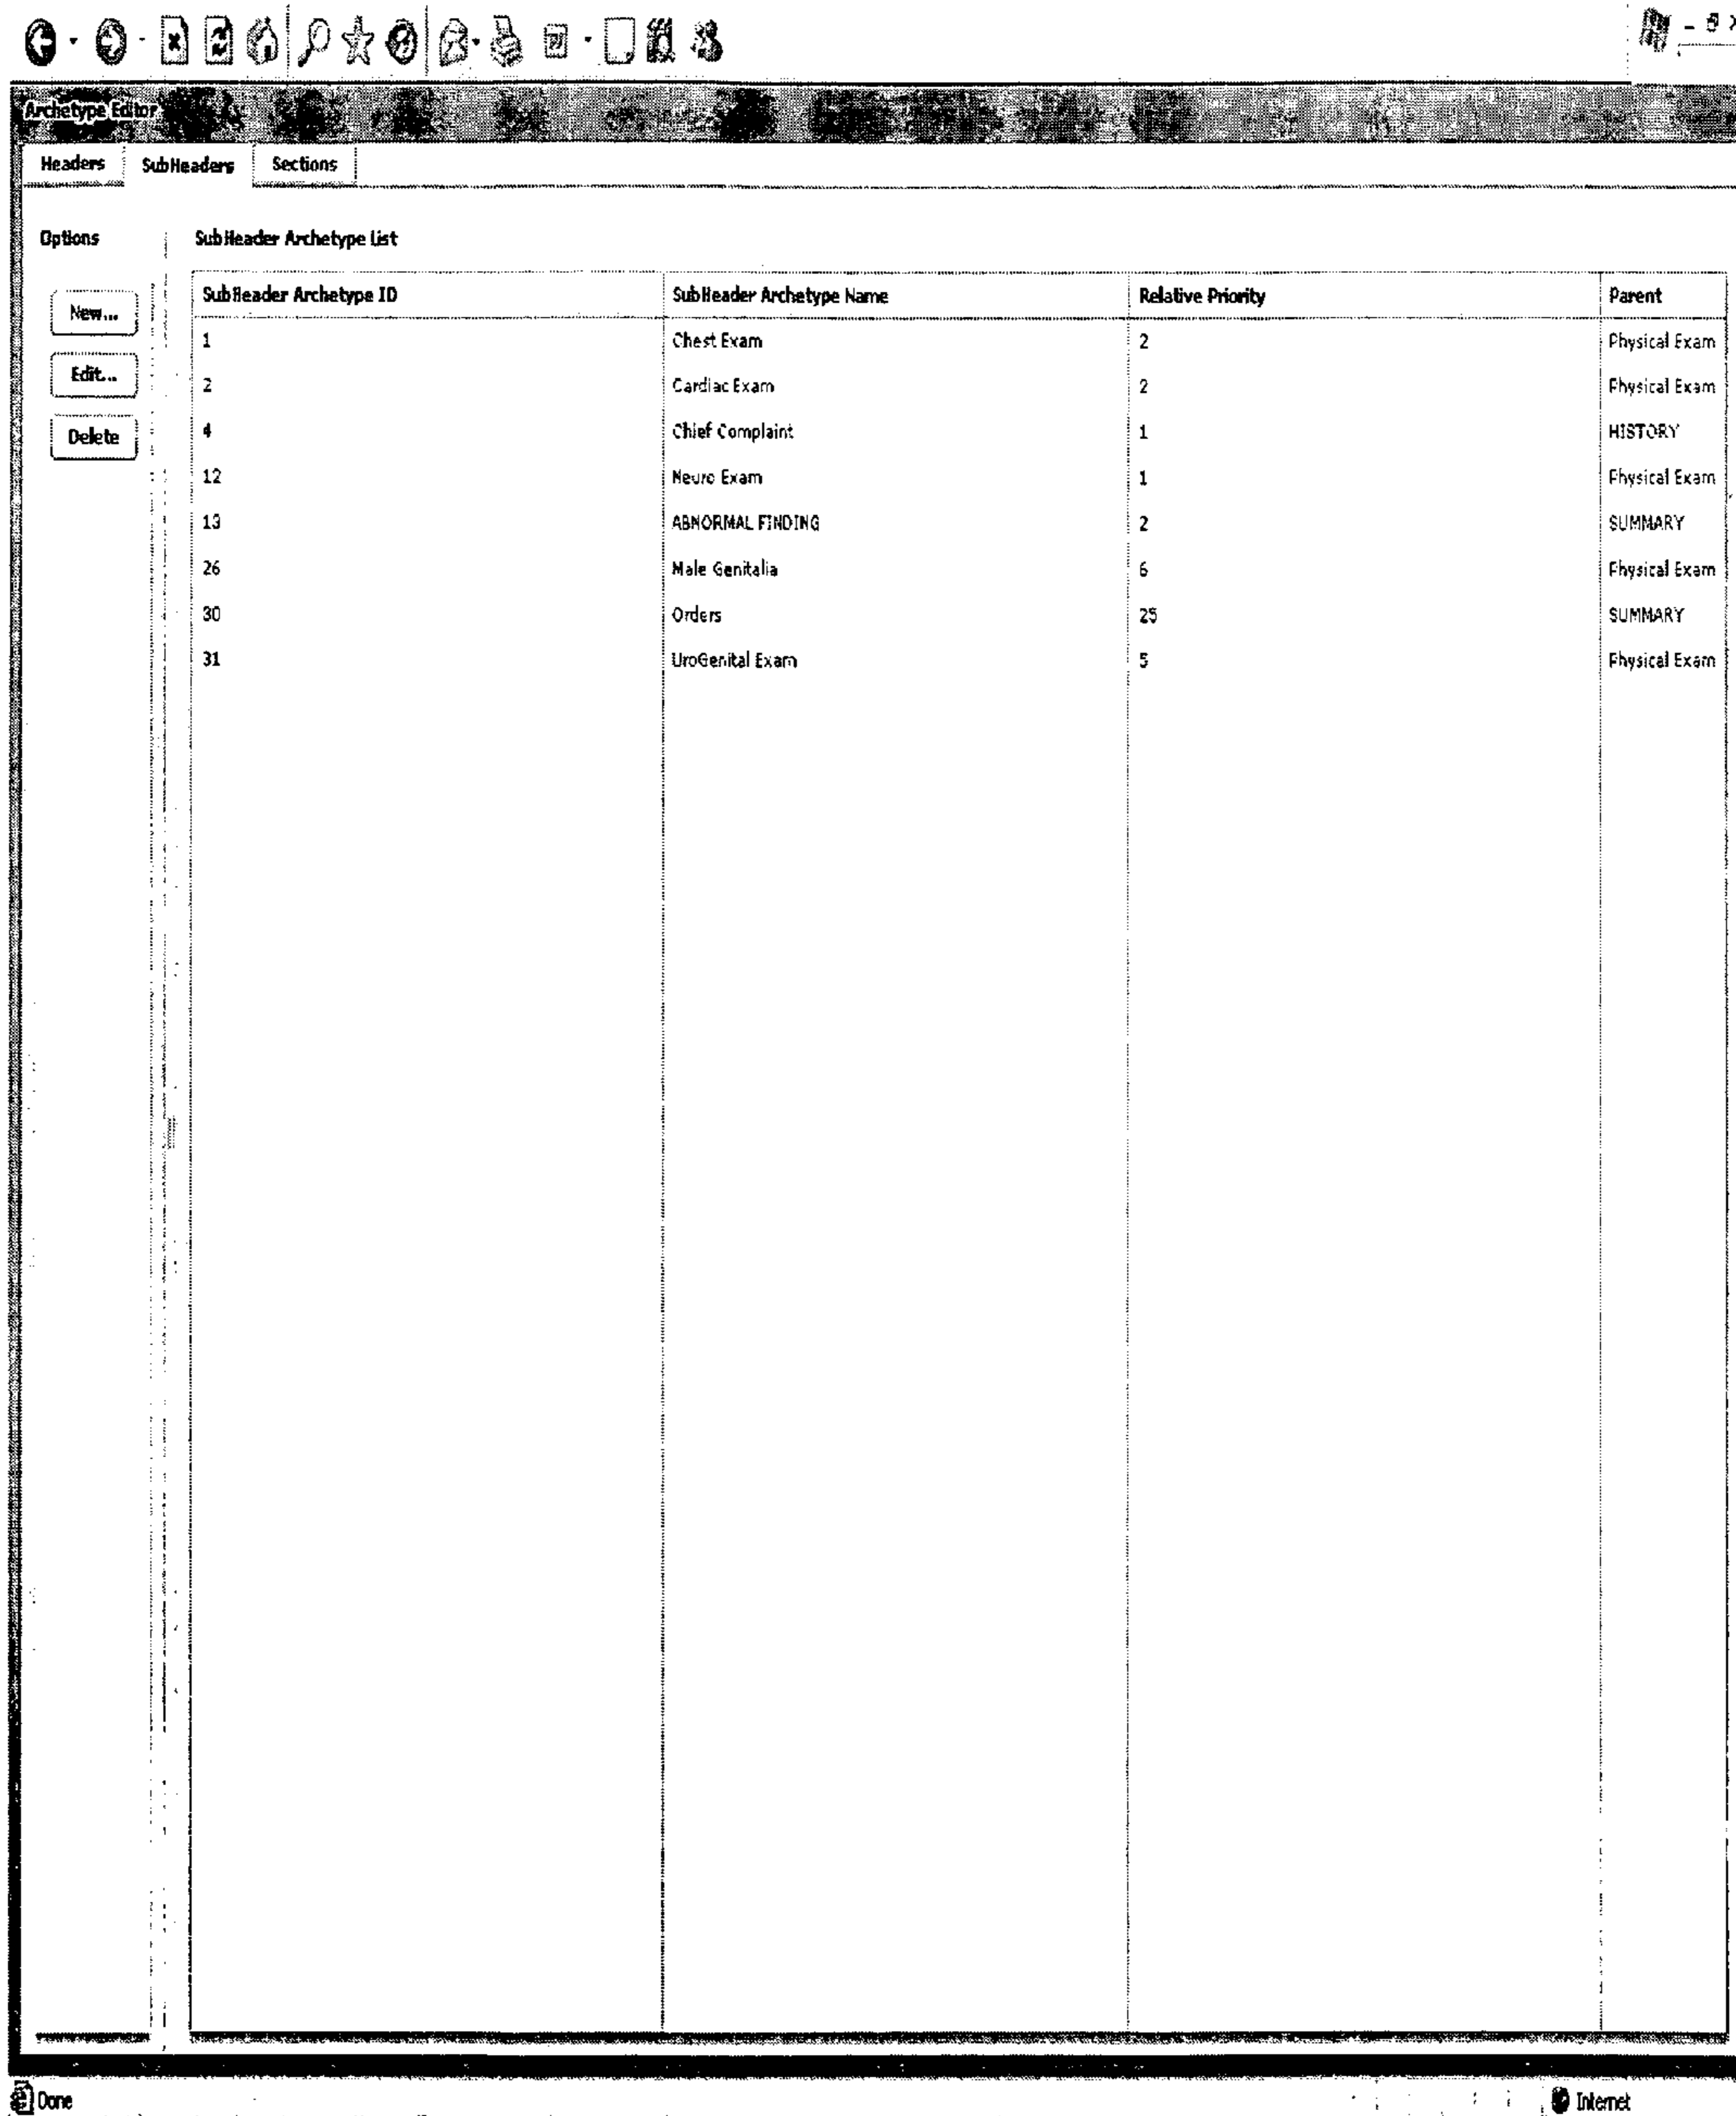 Archetype Editor
Headers SubHeaders Sections
Options SubHeader Archetype List
SubHeader Archetype ID SubHeader Archetype Name Relative Priority Parent
New...
1 Chest Exam 2 Physical Exam
Edit...
2 Cardiac Exam 2 Physical Exam
Delete
4 Chief Complaint 1 HISTORY
12 Neuro Exam 1 Physical Exam
13 ABNORMAL FINDING 2 SUMMARY
26 Male Genitalia 6 Physical Exam
30 Orders 25 SUMMARY
31 UroGenital Exam 5 Physical Exam
Done Internet